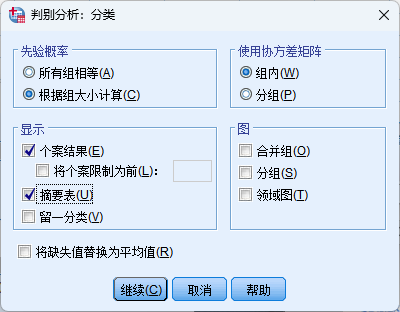 判别分析：分类
先验概率
所有组相等(A)
根据组大小计算(C)
使用协方差矩阵
组内(W)
分组(P)
显示
个案结果(E)
将个案限制为前(L)：
摘要表(U)
留一分类(V)
图
合并组(O)
分组(S)
领域图(T)
将缺失值替换为平均值(R)
继续(C)
取消
帮助